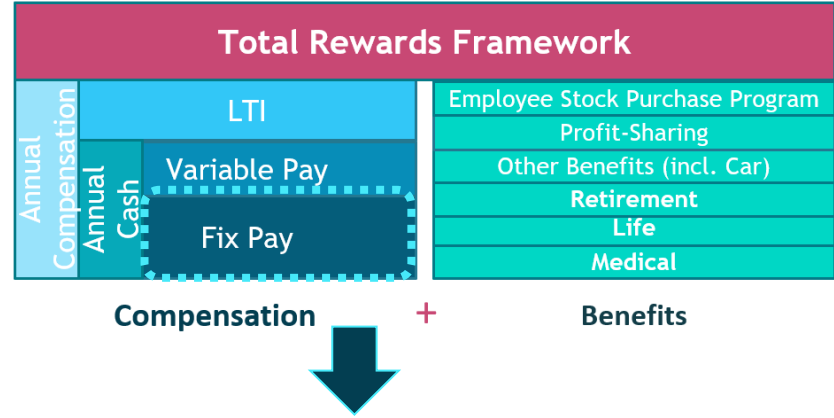 Total Rewards Framework
Annual
Compensation
LTI
Annual
Cash
Variable Pay
Fix Pay
Employee Stock Purchase Program
Profit-Sharing
Other Benefits (incl. Car)
Retirement
Life
Medical
Compensation
+
Benefits